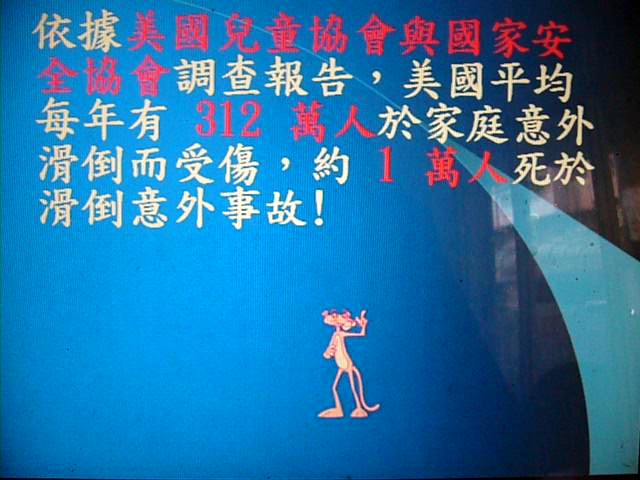 依據美國兒童協會與國家安
全協會調查報告，美國平均
每年有 312 萬人於家庭意外
滑倒而受傷，約 1 萬人死於
滑倒意外事故!